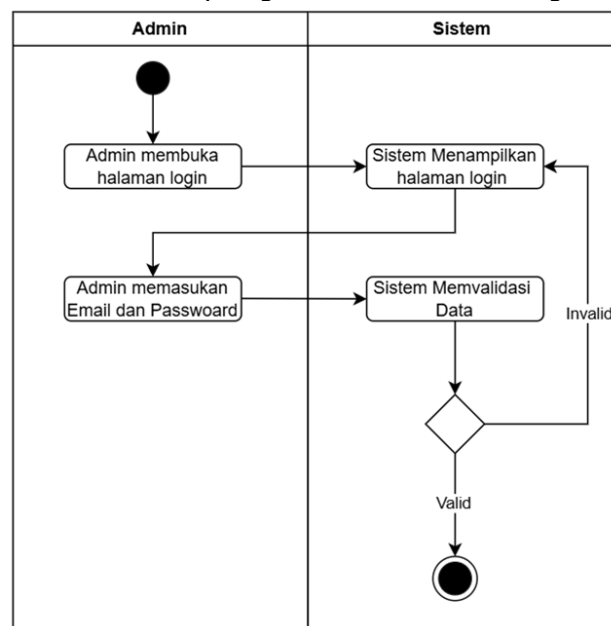 Admin
Sistem
Admin membuka
halaman login
Sistem Menampilkan
halaman login
Admin memasukan
Email dan Passwoard
Sistem Memvalidasi
Data
Invalid
Valid